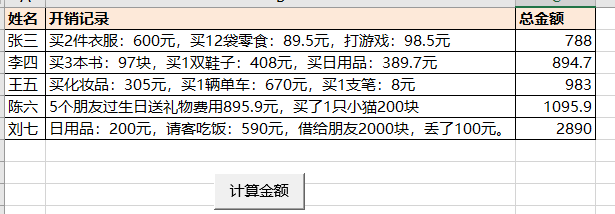 姓名 开销记录 总金额
张三 买2件衣服：600元，买12袋零食：89.5元，打游戏：98.5元 788
李四 买3本书：97块，买1双鞋子：408元，买日用品：389.7元 894.7
王五 买化妆品：305元，买1辆单车：670元，买1支笔：8元 983
陈六 5个朋友过生日送礼物费用895.9元，买了1只小猫200块 1095.9
刘七 日用品：200元，请客吃饭：590元，借给朋友2000块，丢了100元。 2890
计算金额